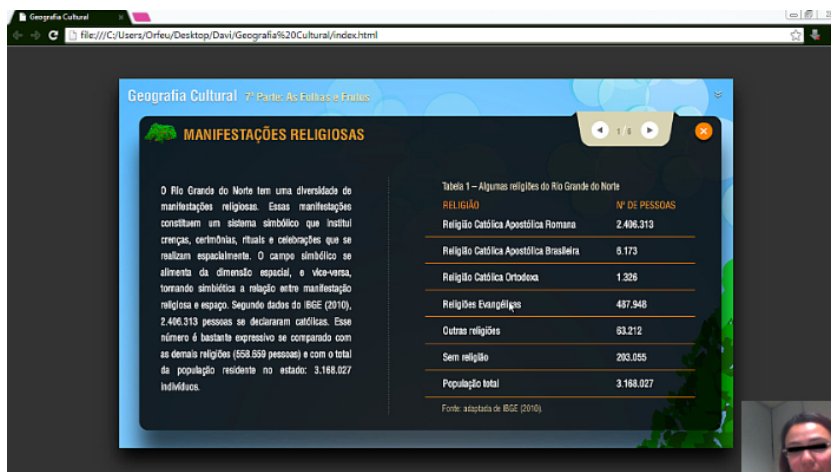 Geografia Cultural
file:///C:/Users/Orfeu/Desktop/Davi/Geografia%20Cultural/index.html
Geografia Cultural 7ª Parte: As Folhas e Frutos
MANIFESTAÇÕES RELIGIOSAS
1 / 5
O Rio Grande do Norte tem uma diversidade de
manifestações religiosas. Essas manifestações
constituem um sistema simbólico que institui
crenças, cerimônias, rituais e celebrações que se
realizam espacialmente. O campo simbólico se
alimenta da dimensão espacial, e vice-versa,
tornando simbiótica a relação entre manifestação
religiosa e espaço. Segundo dados do IBGE (2010),
2.406.313 pessoas se declararam católicas. Esse
número é bastante expressivo se comparado com
as demais religiões (558.659 pessoas) e com o total
da população residente no estado: 3.168.027
indivíduos.
Tabela 1 – Algumas religiões do Rio Grande do Norte
RELIGIÃO Nº DE PESSOAS
Religião Católica Apostólica Romana 2.406.313
Religião Católica Apostólica Brasileira 6.173
Religião Católica Ortodoxa 1.326
Religiões Evangélicas 487.948
Outras religiões 63.212
Sem religião 203.055
População total 3.168.027
Fonte: adaptada de IBGE (2010).